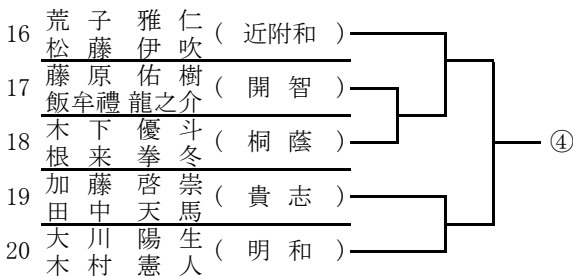 荒子 雅仁
16 ( 近附和 )
松藤 伊吹
藤原 佑樹
17 ( 開智 )
飯牟禮 龍之介
木下 優斗
18 ( 桐蔭 )
根来 拳冬
加藤 啓崇
19 ( 貴志 )
田中 天馬
大川 陽生
20 ( 明和 )
木村 憲人
④